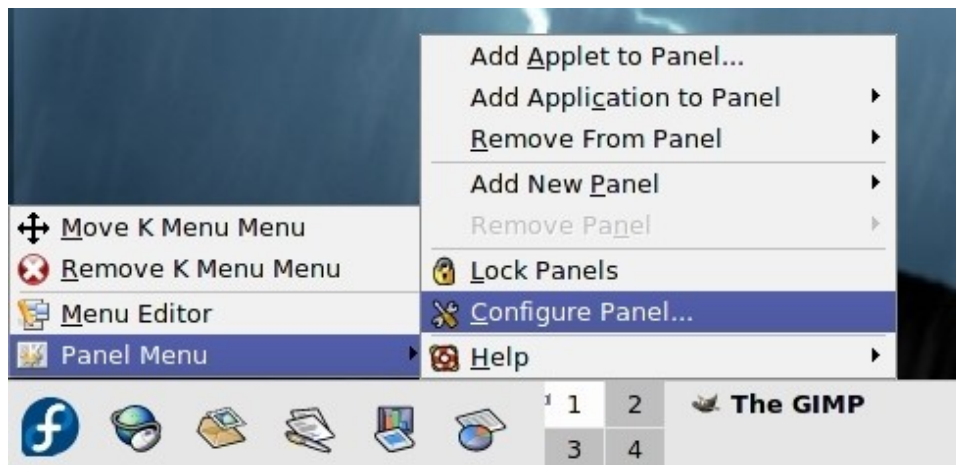 Add Applet to Panel...
Add Application to Panel
Remove From Panel
Add New Panel
Remove Panel
Lock Panels
Configure Panel...
Help
Move K Menu Menu
Remove K Menu Menu
Menu Editor
Panel Menu
1 2
3 4
The GIMP